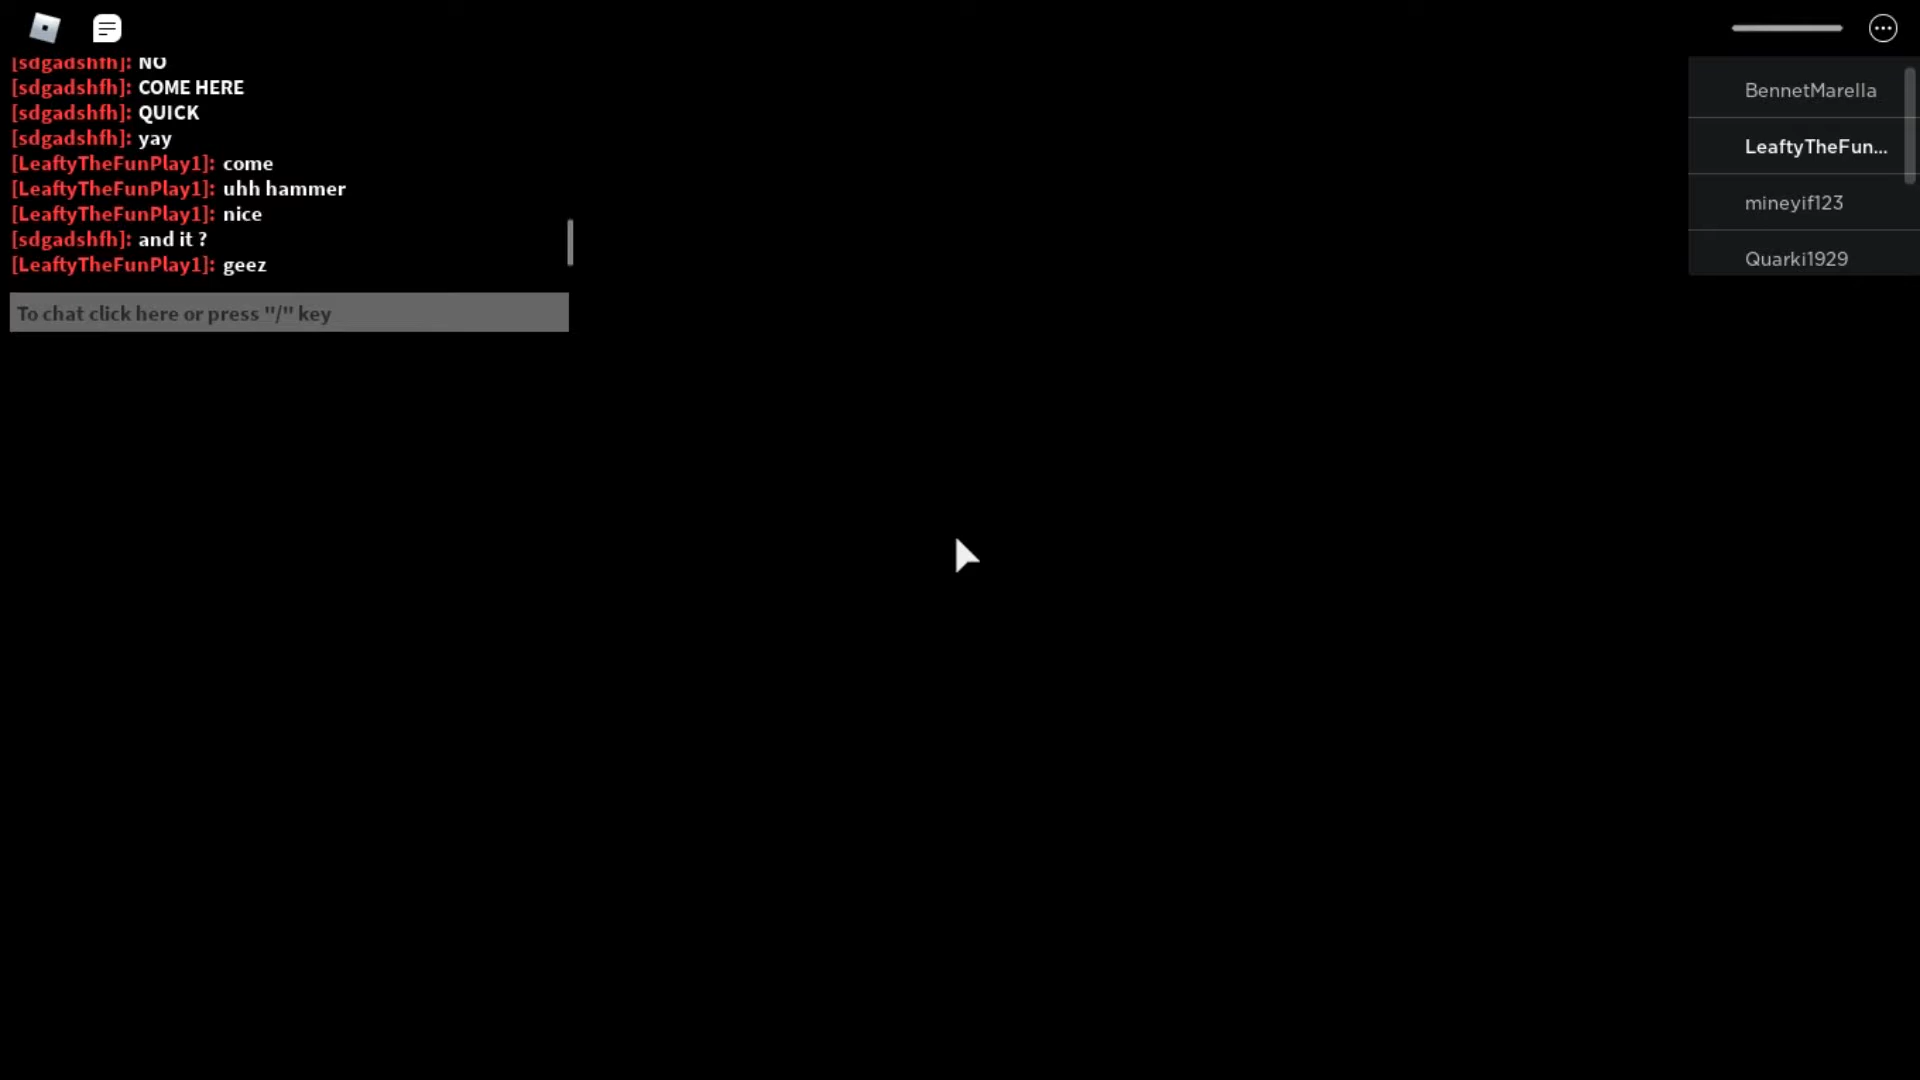 [sdgadshfh]: NO
[sdgadshfh]: COME HERE
[sdgadshfh]: QUICK
[sdgadshfh]: yay
[LeaftyTheFunPlay1]: come
[LeaftyTheFunPlay1]: uhh hammer
[LeaftyTheFunPlay1]: nice
[sdgadshfh]: and it ?
[LeaftyTheFunPlay1]: geez
To chat click here or press "/" key
BennetMarella
LeaftyTheFun...
mineyif123
Quarki1929